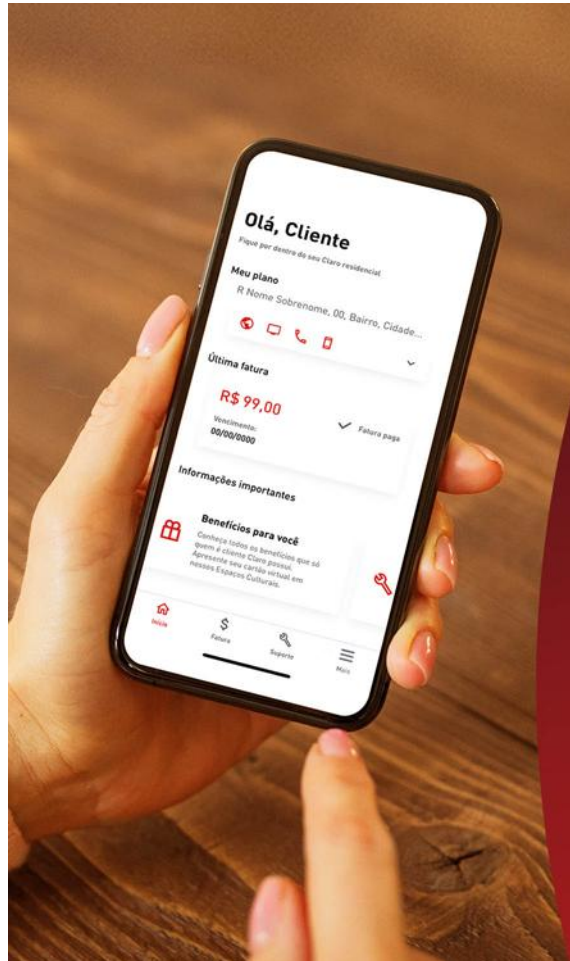 Olá, Cliente
Fique por dentro do seu Claro residencial
Meu plano
R Nome Sobrenome, 00, Bairro, Cidade...
Última fatura
R$ 99,00
Fatura paga
Vencimento:
00/00/0000
Informações importantes
Benefícios para você
Conheça todos os benefícios que só
quem é cliente Claro possui.
Apresente seu cartão virtual em
nossos Espaços Culturais.
Início
Fatura
Suporte
Mais